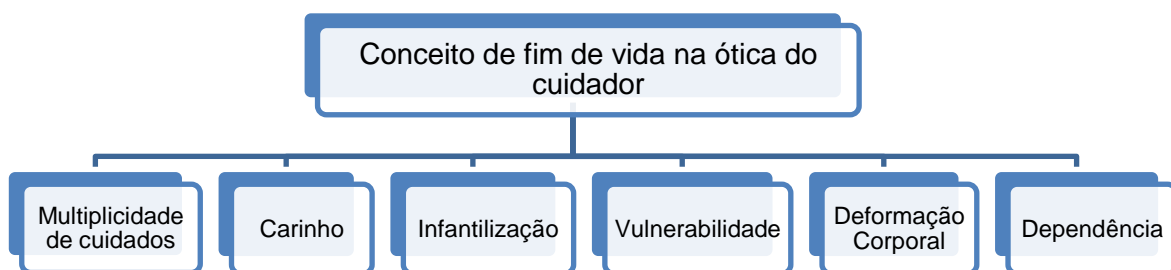 Conceito de fim de vida na ótica do
cuidador
Multiplicidade
de cuidados
Carinho
Infantilização
Vulnerabilidade
Deformação
Corporal
Dependência